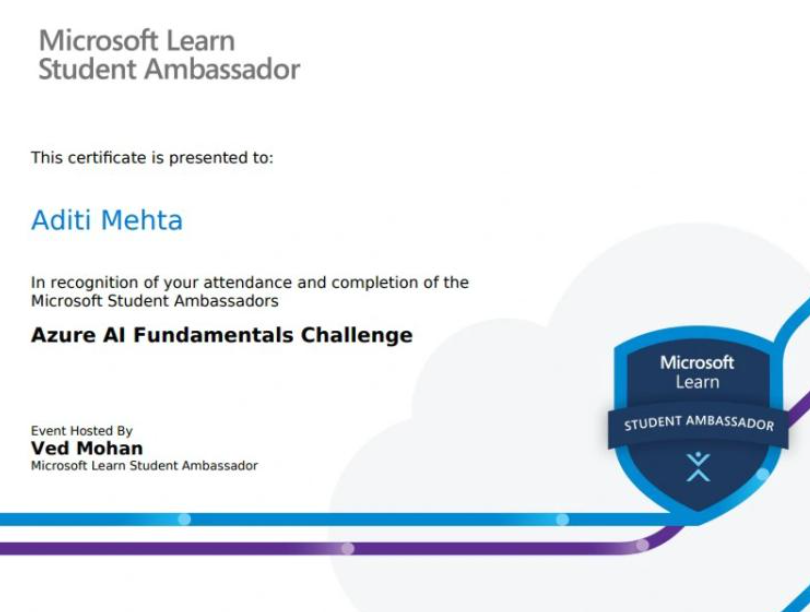 Microsoft Learn
Student Ambassador
This certificate is presented to:
Aditi Mehta
In recognition of your attendance and completion of the
Microsoft Student Ambassadors
Azure AI Fundamentals Challenge
Event Hosted By
Ved Mohan
Microsoft Learn Student Ambassador
Microsoft
Learn
STUDENT AMBASSADOR